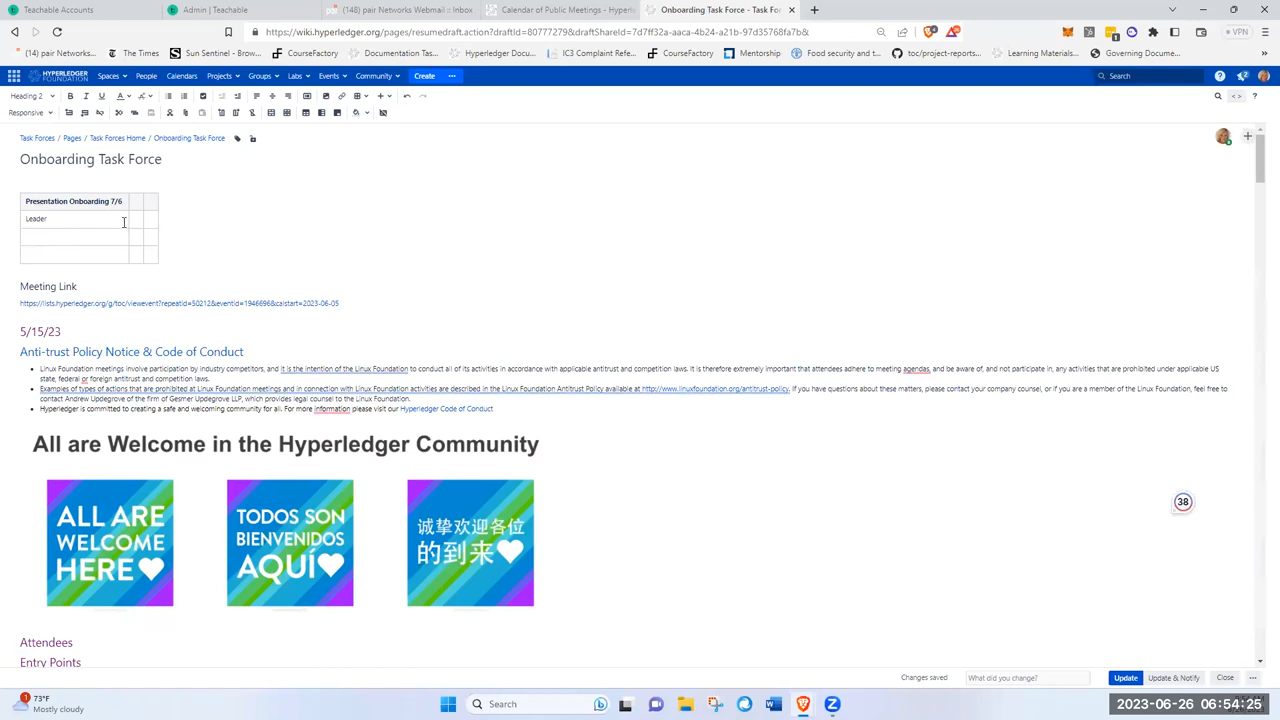 Teachable Accounts
Admin | Teachable
(148) pair Networks Webmail :: Inbox
Calendar of Public Meetings - Hyperle
Onboarding Task Force - Task For
https://wiki.hyperledger.org/pages/resumedraft.action?draftId=80777279&draftShareId=7d7ff32a-aaca-4b24-a21b-97d35768fa7b&
VPN
(14) pair Networks...
The Times
Sun Sentinel - Brow...
CourseFactory
Documentation Tas...
Hyperledger Docu...
IC3 Complaint Refe...
CourseFactory
Mentorship
Food security and t...
toc/project-reports...
Learning Materials...
Governing Docume...
HYPERLEDGER FOUNDATION
Spaces
People
Calendars
Projects
Groups
Labs
Events
Community
Create
Search
Heading 2
Responsive
Task Forces / Pages / Task Forces Home / Onboarding Task Force
Onboarding Task Force
Presentation Onboarding 7/6
Leader
Meeting Link
https://lists.hyperledger.org/g/toc/viewevent?repeatid=50212&eventid=1946696&calstart=2023-06-05
5/15/23
Anti-trust Policy Notice & Code of Conduct
Linux Foundation meetings involve participation by industry competitors, and it is the intention of the Linux Foundation to conduct all of its activities in accordance with applicable antitrust and competition laws. It is therefore extremely important that attendees adhere to meeting agendas, and be aware of, and not participate in, any activities that are prohibited under applicable US
state, federal or foreign antitrust and competition laws.
Examples of types of actions that are prohibited at Linux Foundation meetings and in connection with Linux Foundation activities are described in the Linux Foundation Antitrust Policy available at http://www.linuxfoundation.org/antitrust-policy. If you have questions about these matters, please contact your company counsel, or if you are a member of the Linux Foundation, feel free to
contact Andrew Updegrove of the firm of Gesmer Updegrove LLP, which provides legal counsel to the Linux Foundation.
Hyperledger is committed to creating a safe and welcoming community for all. For more information please visit our Hyperledger Code of Conduct
All are Welcome in the Hyperledger Community
ALL ARE
WELCOME
HERE
TODOS SON
BIENVENIDOS
AQUÍ
诚挚欢迎各位
的到来
38
Attendees
Entry Points
Changes saved
What did you change?
Update
Update & Notify
Close
1
73°F
Mostly cloudy
Search
2023-06-26 06:54:25